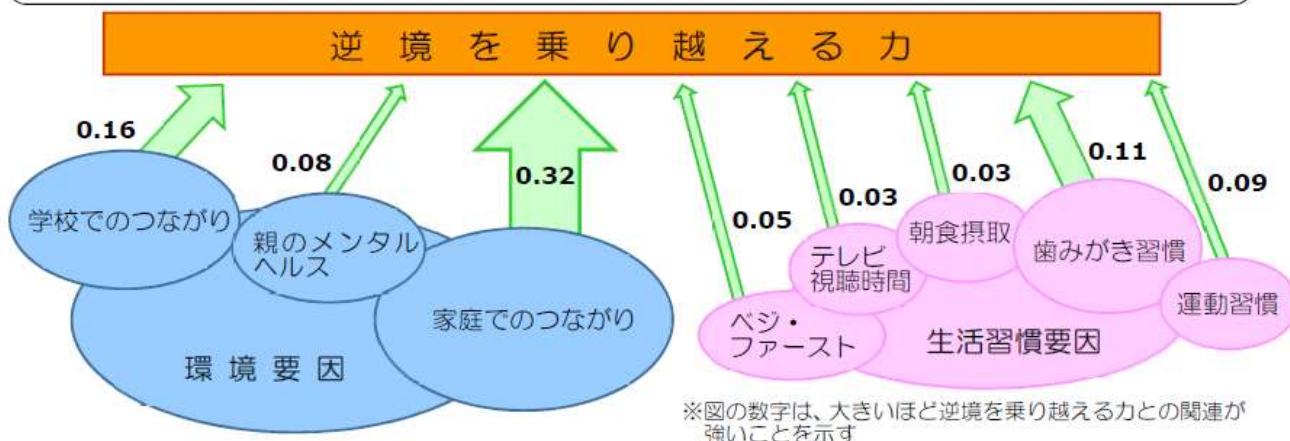 逆境を乗り越える力
0.16
0.08
0.32
0.05
0.03
0.03
0.11
0.09
学校でのつながり
親のメンタル
ヘルス
家庭でのつながり
環境要因
ベジ・
ファースト
テレビ
視聴時間
朝食摂取
歯みがき習慣
運動習慣
生活習慣要因
※図の数字は、大きいほど逆境を乗り越える力との関連が
強いことを示す